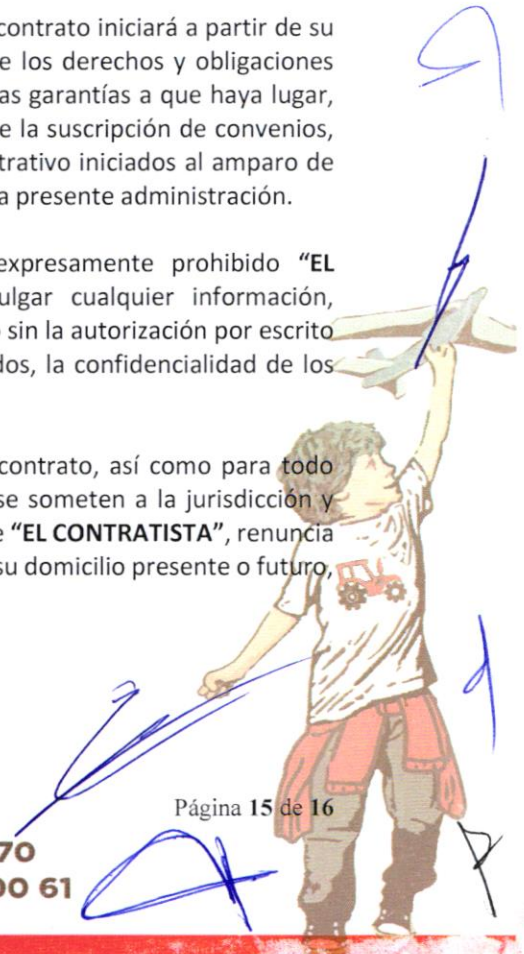 contrato iniciará a partir de su
e los derechos y obligaciones
as garantías a que haya lugar,
e la suscripción de convenios,
trativo iniciados al amparo de
a presente administración.
expresamente prohibido "EL
ulgar cualquier información,
sin la autorización por escrito
dos, la confidencialidad de los
contrato, así como para todo
se someten a la jurisdicción y
e "EL CONTRATISTA", renuncia
su domicilio presente o futuro,
Página 15 de 16
70
00 61